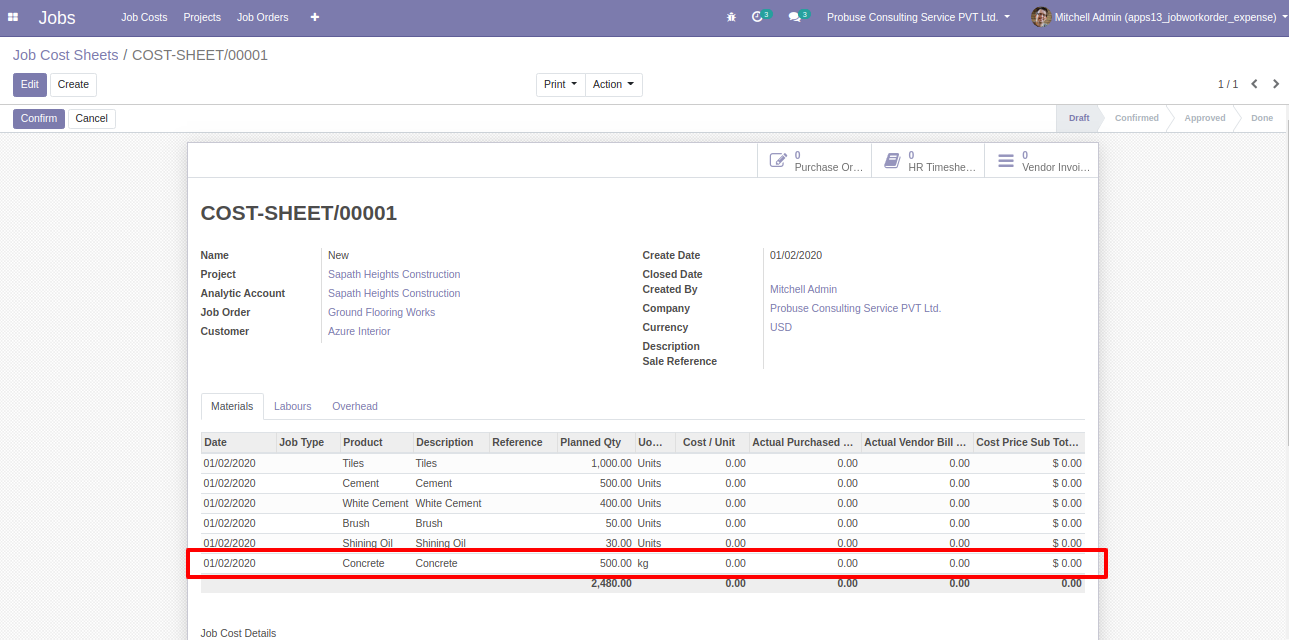 Jobs Job Costs Projects Job Orders + 3 3 Probuse Consulting Service PVT Ltd. Mitchell Admin (apps13_jobworkorder_expense)
Job Cost Sheets / COST-SHEET/00001
Edit Create Print Action 1 / 1
Confirm Cancel Draft Confirmed Approved Done
0 Purchase Or... 0 HR Timeshe... 0 Vendor Invoi...
COST-SHEET/00001
Name New Create Date 01/02/2020
Project Sapath Heights Construction Closed Date
Analytic Account Sapath Heights Construction Created By Mitchell Admin
Job Order Ground Flooring Works Company Probuse Consulting Service PVT Ltd.
Customer Azure Interior Currency USD
Description
Sale Reference
Materials Labours Overhead
Date Job Type Product Description Reference Planned Qty Uo... Cost / Unit Actual Purchased ... Actual Vendor Bill ... Cost Price Sub Tot...
01/02/2020 Tiles Tiles 1,000.00 Units 0.00 0.00 0.00 $ 0.00
01/02/2020 Cement Cement 500.00 Units 0.00 0.00 0.00 $ 0.00
01/02/2020 White Cement White Cement 400.00 Units 0.00 0.00 0.00 $ 0.00
01/02/2020 Brush Brush 50.00 Units 0.00 0.00 0.00 $ 0.00
01/02/2020 Shining Oil Shining Oil 30.00 Units 0.00 0.00 0.00 $ 0.00
01/02/2020 Concrete Concrete 500.00 kg 0.00 0.00 0.00 $ 0.00
2,480.00 0.00 0.00 0.00 0.00
Job Cost Details